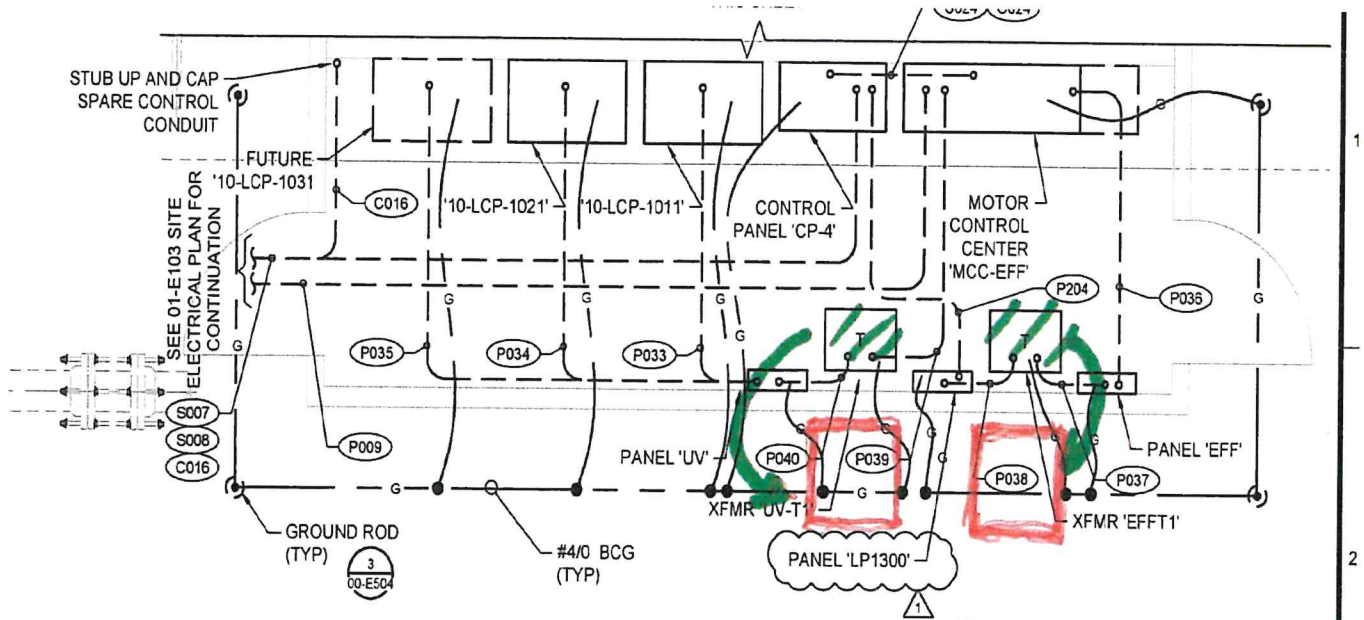 STUB UP AND CAP
SPARE CONTROL
CONDUIT
FUTURE
'10-LCP-1031
'10-LCP-1021'
'10-LCP-1011'
CONTROL
PANEL 'CP-4'
MOTOR
CONTROL
CENTER
'MCC-EFF'
G
1
C016
SEE 01-E103 SITE
ELECTRICAL PLAN FOR
CONTINUATION
G
G
G
G
G
G
P204
P036
T
T
P035
P034
P033
S007
S008
C016
P009
PANEL 'UV'
P040
P039
G
G
G
G
G
P038
P037
PANEL 'EFF'
G
G
XFMR 'UV-T1'
XFMR 'EFFT1'
GROUND ROD
(TYP)
3
00-E504
#4/0 BCG
(TYP)
PANEL 'LP1300'
1
2